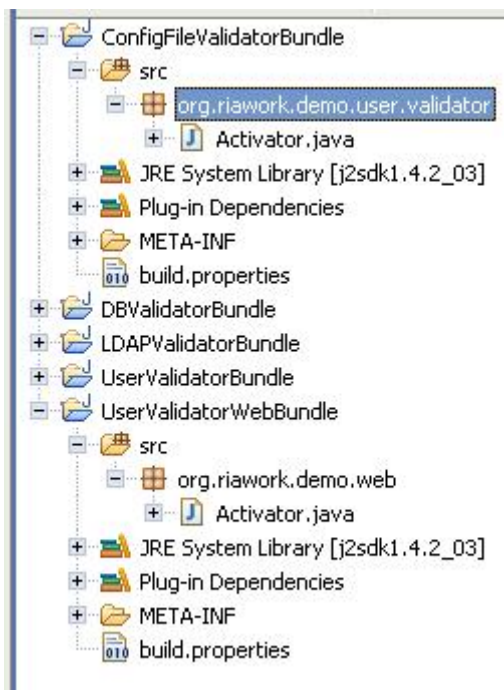 ConfigFileValidatorBundle
src
org.riawork.demo.user.validator
Activator.java
JRE System Library [j2sdk1.4.2_03]
Plug-in Dependencies
META-INF
build.properties
DBValidatorBundle
LDAPValidatorBundle
UserValidatorBundle
UserValidatorWebBundle
src
org.riawork.demo.web
Activator.java
JRE System Library [j2sdk1.4.2_03]
Plug-in Dependencies
META-INF
build.properties